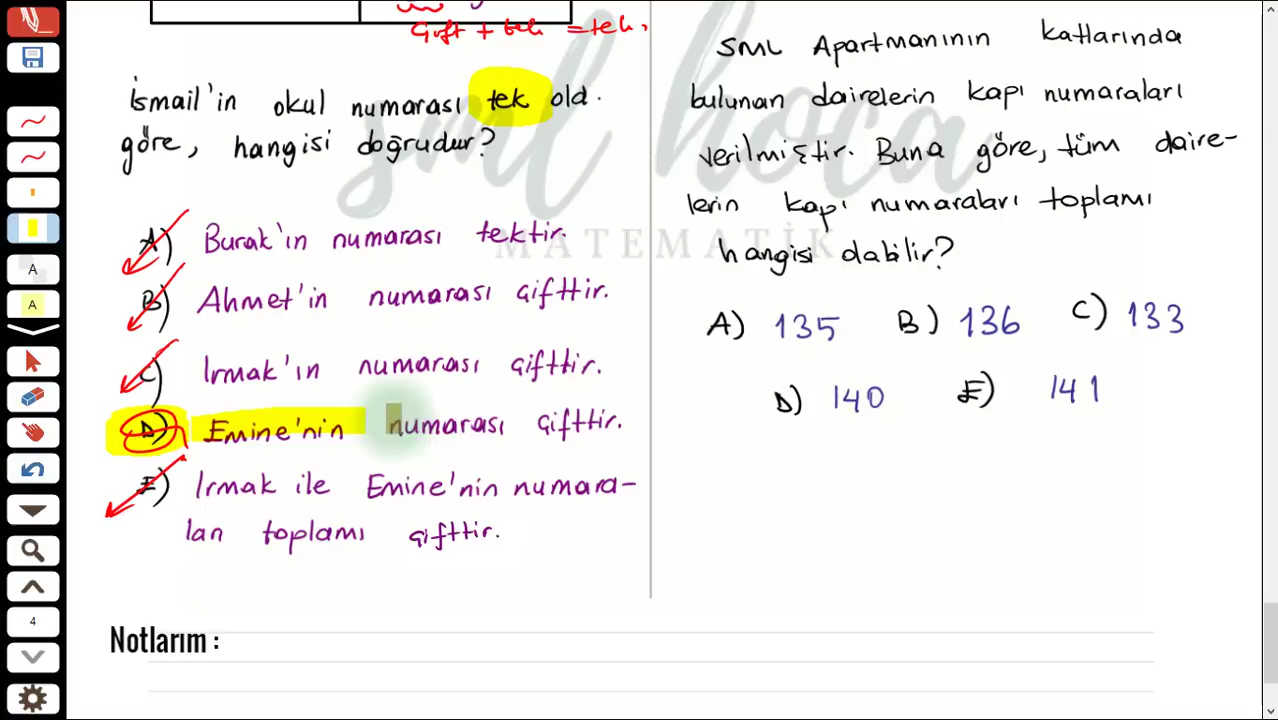 Çift + tek = tek,
İsmail'in okul numarası tek old.
göre, hangisi doğrudur?
A) Burak'ın numarası tektir.
B) Ahmet'in numarası çifttir.
C) Irmak'ın numarası çifttir.
D) Emine'nin numarası çifttir.
E) Irmak ile Emine'nin numara-
ları toplamı çifttir.
SML Apartmanının katlarında
bulunan dairelerin kapı numaraları
verilmiştir. Buna göre, tüm daire-
lerin kapı numaraları toplamı
hangisi olabilir?
A) 135 B) 136 C) 133
D) 140 E) 141
sml hoca
MATEMATİK
Notlarım :
A
A
4